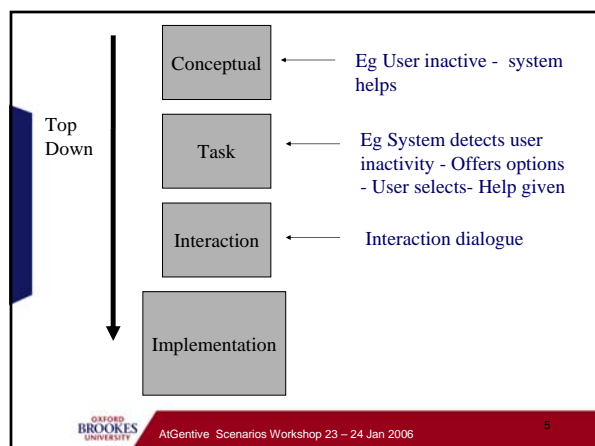 Top
Down
Conceptual
Eg User inactive - system
helps
Task
Eg System detects user
inactivity - Offers options
- User selects- Help given
Interaction
Interaction dialogue
Implementation
OXFORD
BROOKES
UNIVERSITY
AtGentive Scenarios Workshop 23 – 24 Jan 2006
5